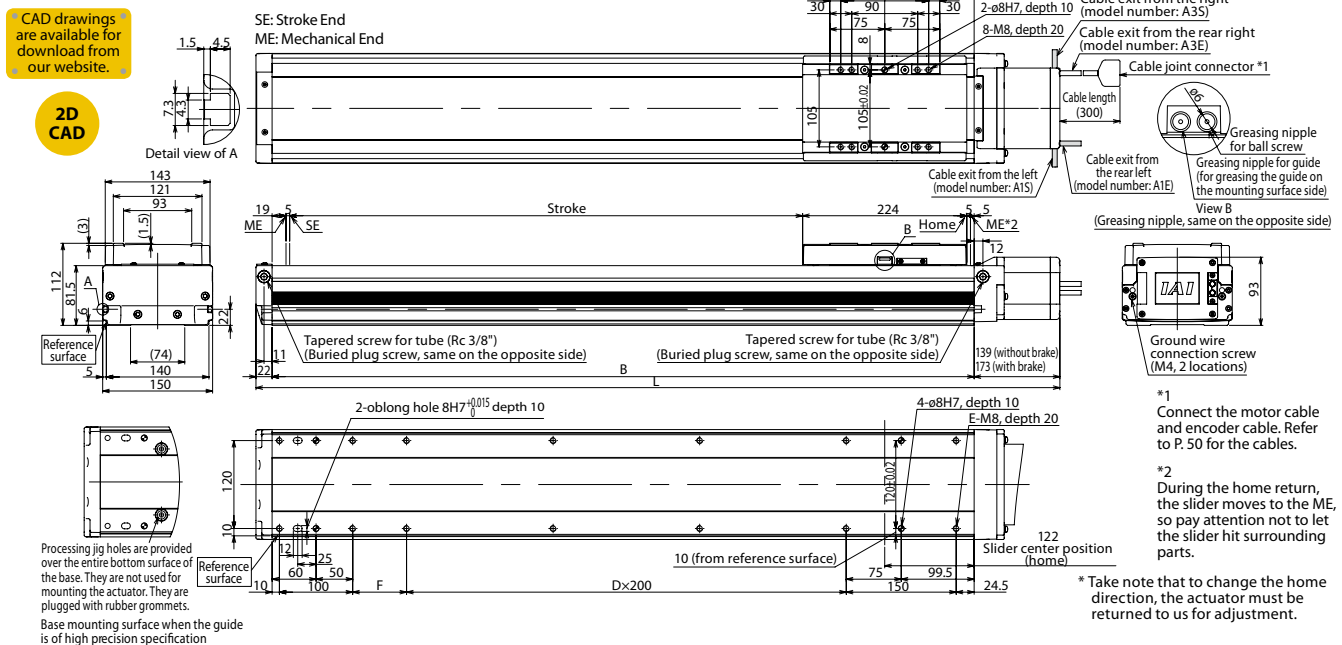 CAD drawings
are available for
download from
our website.
2D
CAD
SE: Stroke End
ME: Mechanical End
1.5 4.5
7.3
4.3
Detail view of A
30 90 30
75 75
2-ø8H7, depth 10
8-M8, depth 20
8
105
105±0.02
Cable exit from the right
(model number: A3S)
Cable exit from the rear right
(model number: A3E)
Cable joint connector *1
Cable length
(300)
Cable exit from the left
(model number: A1S)
Cable exit from
the rear left
(model number: A1E)
ø6
Greasing nipple
for ball screw
Greasing nipple for guide
(for greasing the guide on
the mounting surface side)
View B
(Greasing nipple, same on the opposite side)
143
121
93
(3)
(1.5)
112
81.5
A
6
22
Reference
surface
(74)
5 140
150
19 5 Stroke 224 5 5
ME SE Home ME*2
B
12
Tapered screw for tube (Rc 3/8")
(Buried plug screw, same on the opposite side)
Tapered screw for tube (Rc 3/8")
(Buried plug screw, same on the opposite side)
11
22 B
139 (without brake)
173 (with brake)
L
IAI
93
Ground wire
connection screw
(M4, 2 locations)
*1
Connect the motor cable
and encoder cable. Refer
to P. 50 for the cables.
*2
During the home return,
the slider moves to the ME,
so pay attention not to let
the slider hit surrounding
parts.
* Take note that to change the home
direction, the actuator must be
returned to us for adjustment.
2-oblong hole 8H7 +0.015 0 depth 10
4-ø8H7, depth 10
E-M8, depth 20
120
10
120±0.02
Reference
surface
12
25
60 50
10 100 F D×200 150 24.5
75 99.5
10 (from reference surface)
122
Slider center position
(home)
Processing jig holes are provided
over the entire bottom surface of
the base. They are not used for
mounting the actuator. They are
plugged with rubber grommets.
Base mounting surface when the guide
is of high precision specification